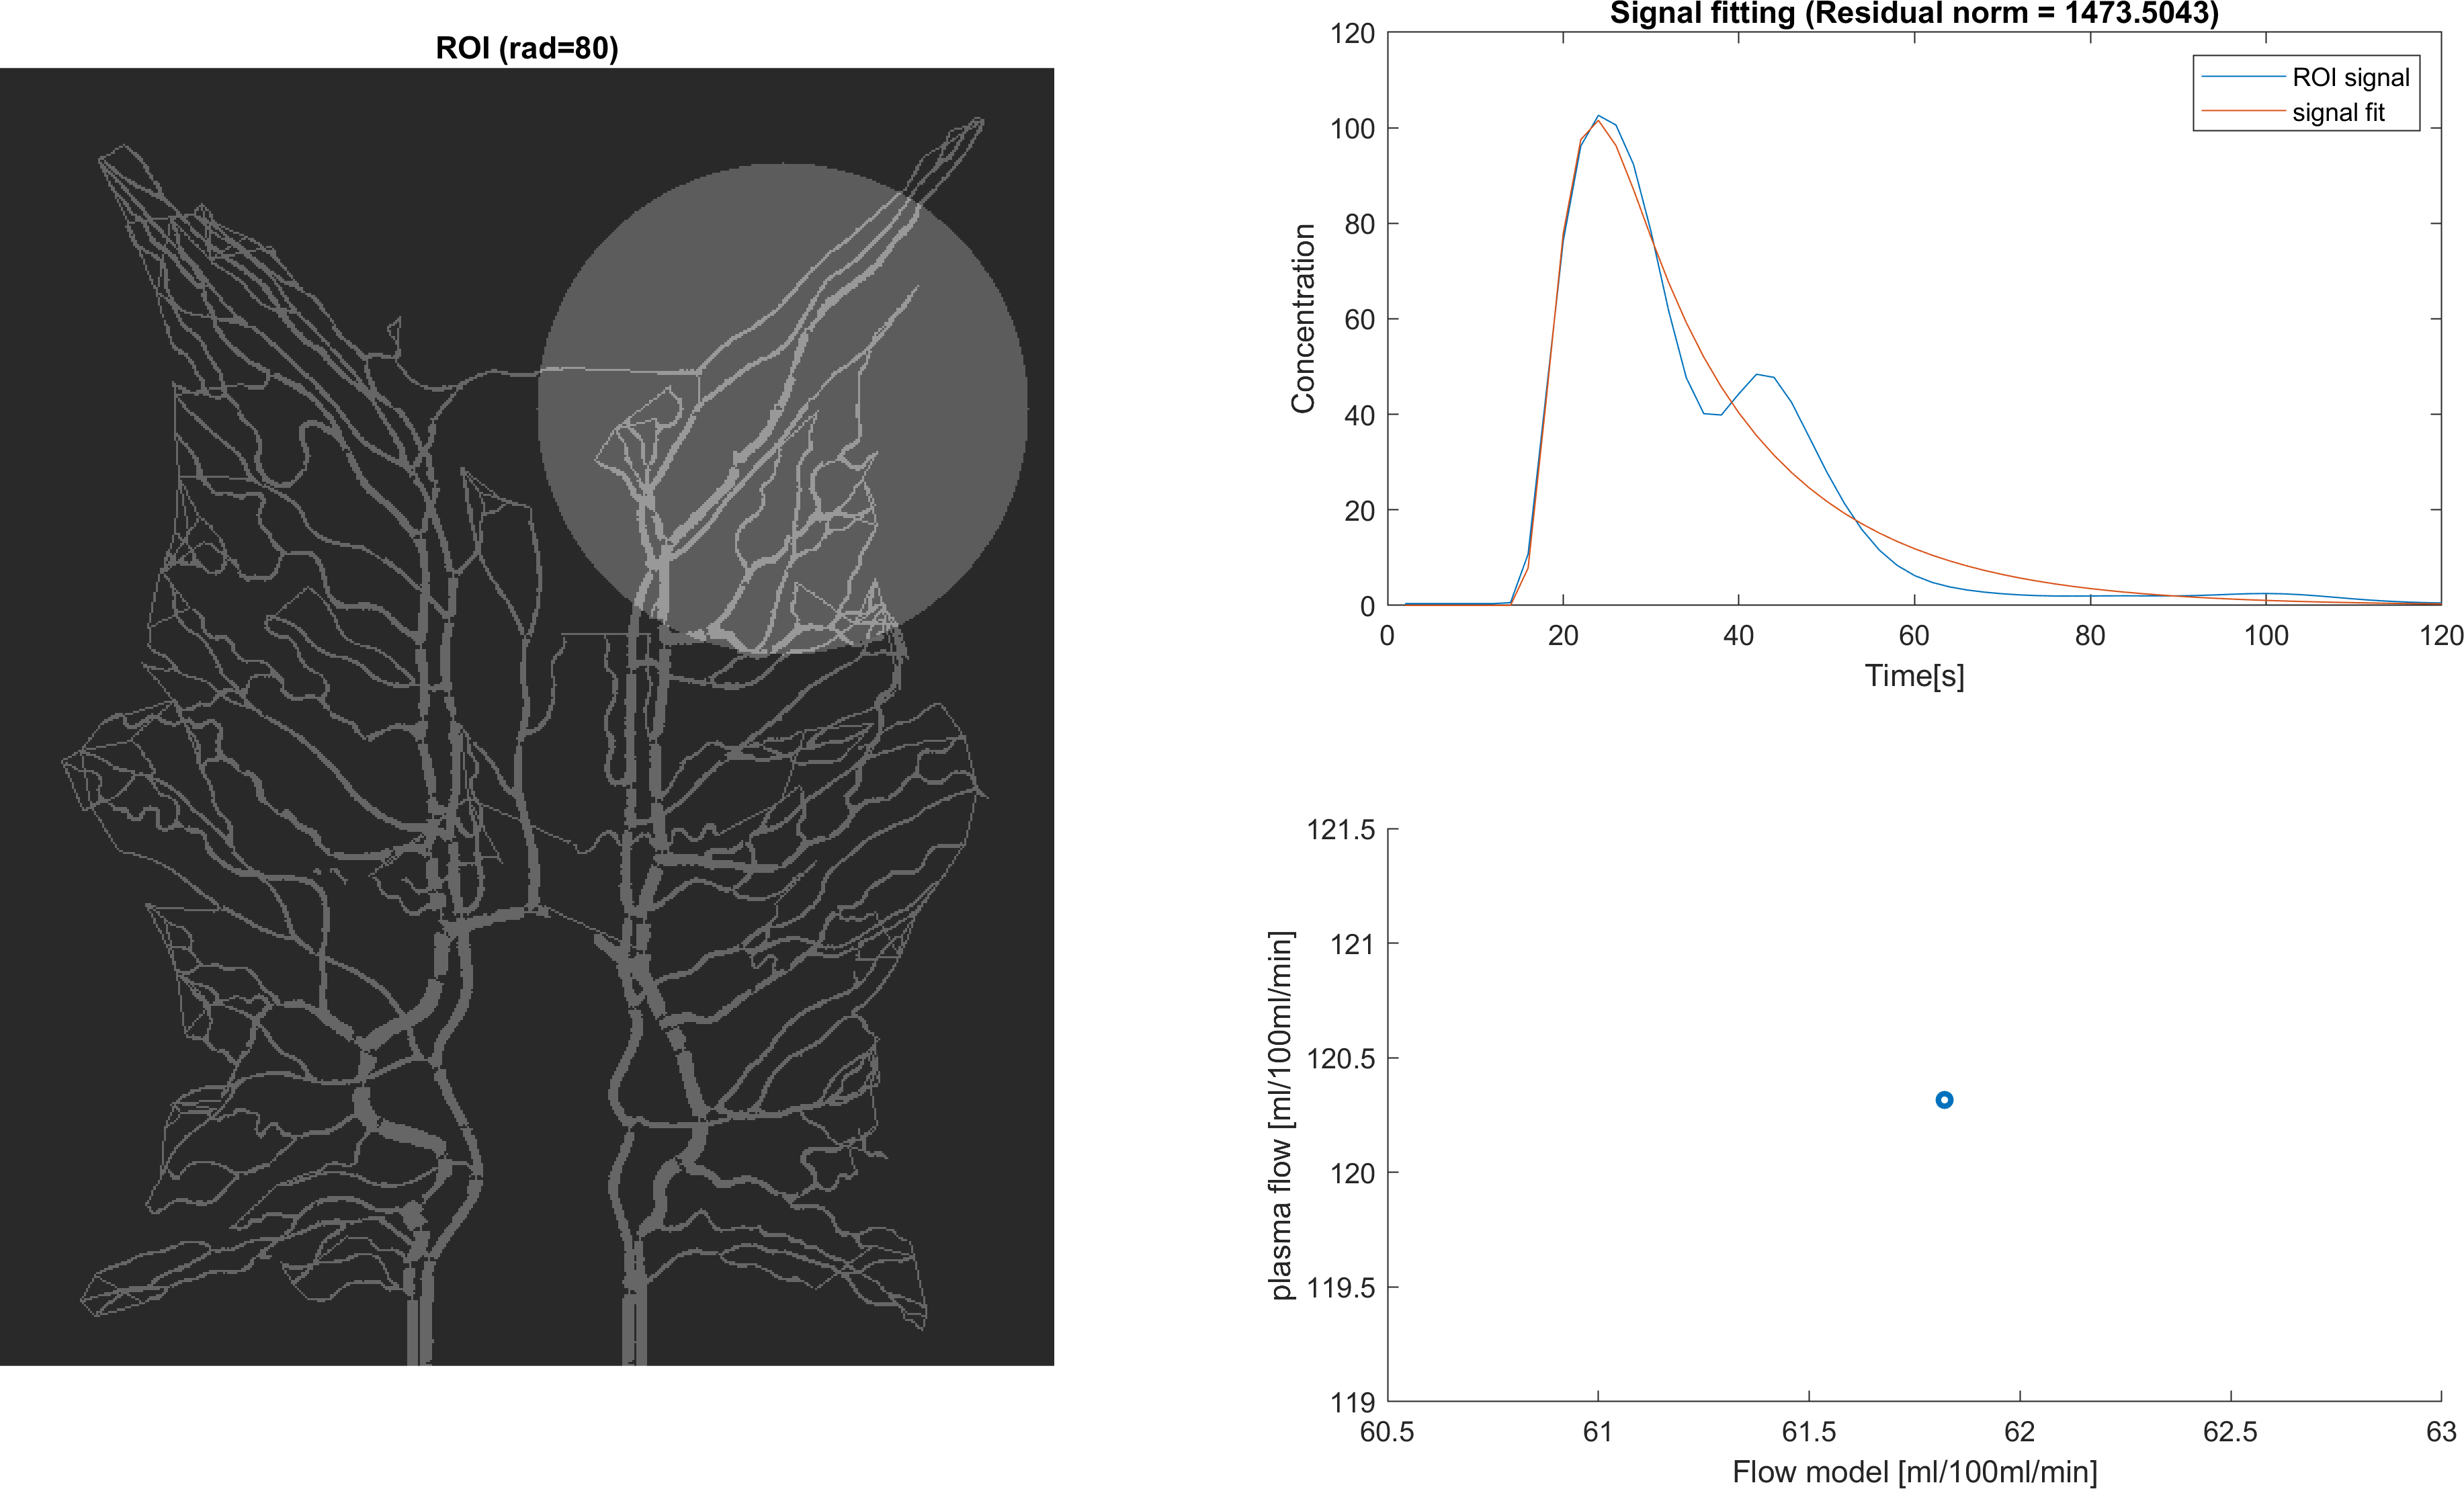 ROI (rad=80)
Signal fitting (Residual norm = 1473.5043)
120
100
80
60
40
20
0
Concentration
ROI signal
signal fit
0 20 40 60 80 100 120
Time[s]
121.5
121
120.5
120
119.5
119
plasma flow [ml/100ml/min]
60.5 61 61.5 62 62.5 63
Flow model [ml/100ml/min]